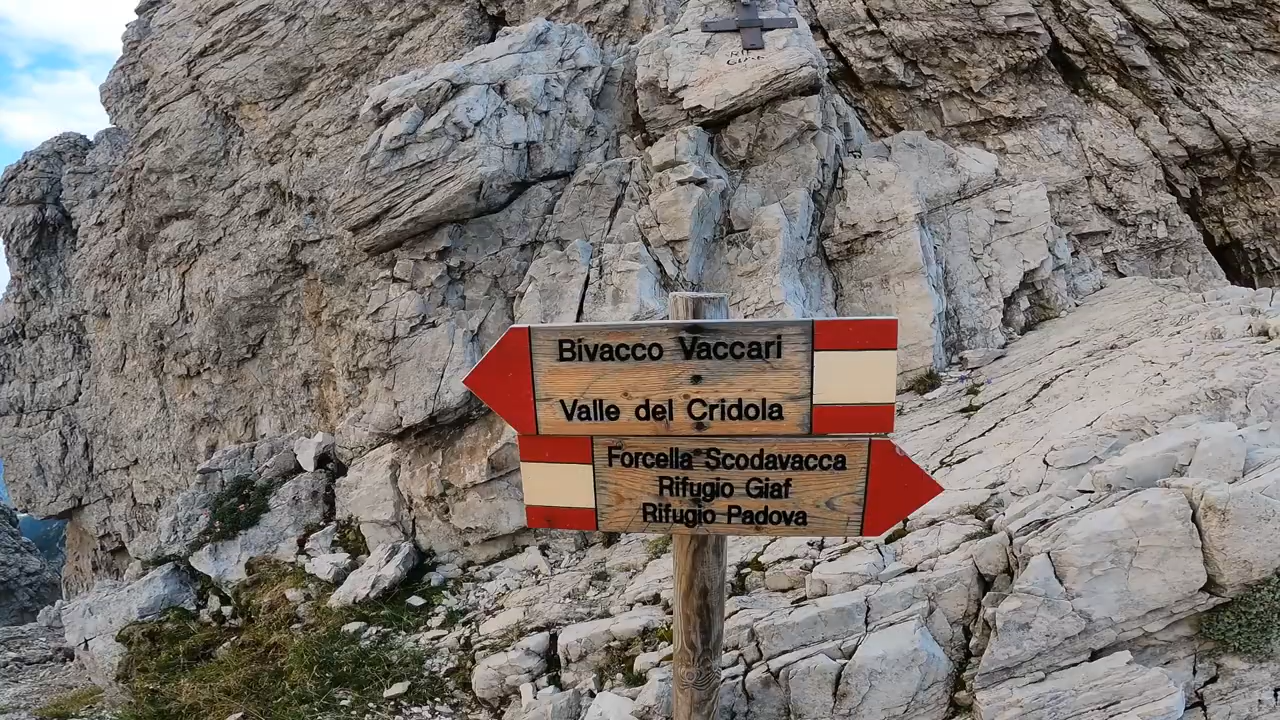 Bivacco Vaccari
Valle del Cridola
Forcella Scodavacca
Rifugio Giaf
Rifugio Padova